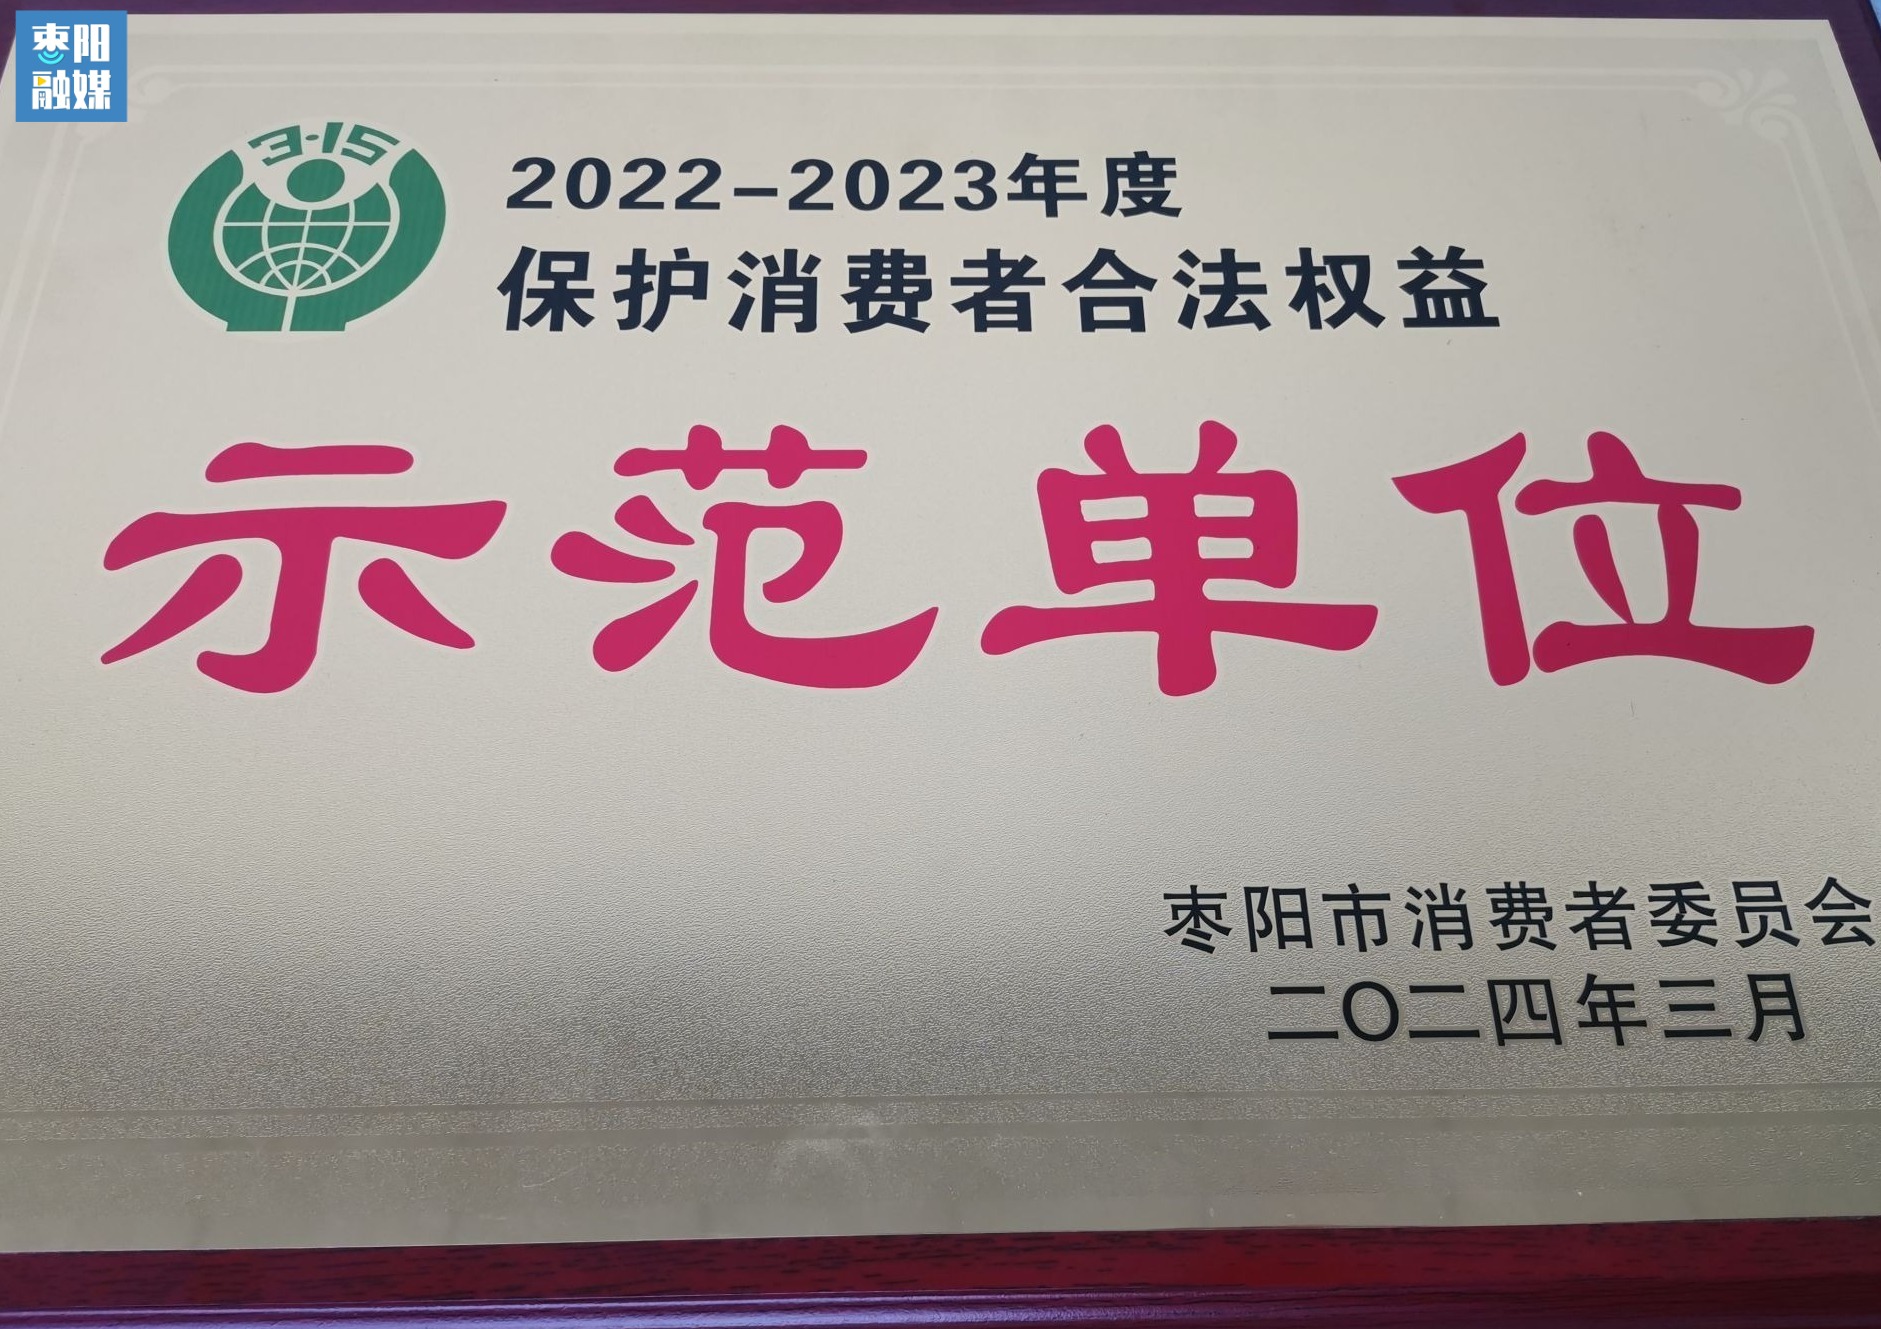 枣阳
融媒
3·15
2022-2023年度
保护消费者合法权益
示范单位
枣阳市消费者委员会
二〇二四年三月